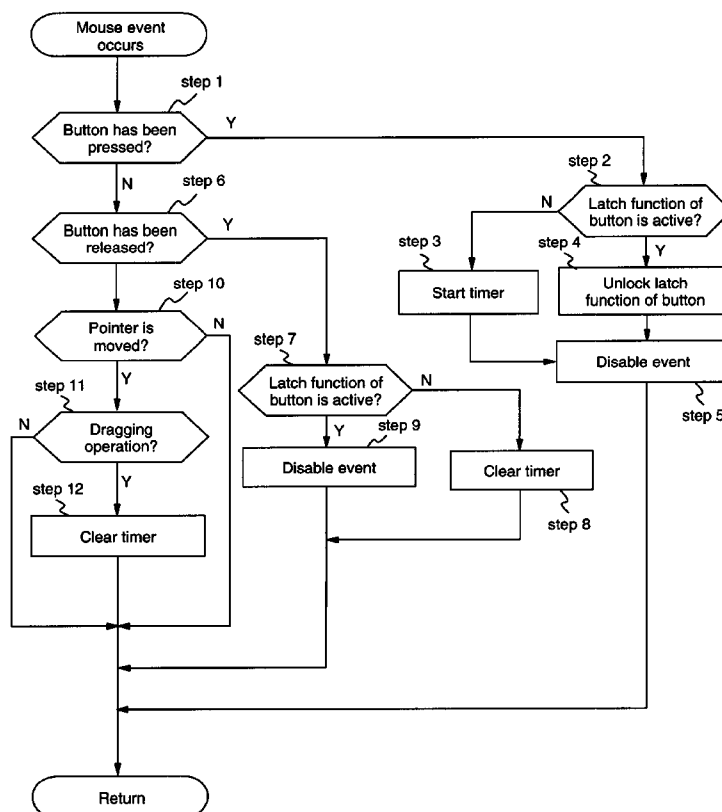 Mouse event
occurs
step 1
Button has been
pressed?
Y
N
step 2
Latch function of
button is active?
N
Y
step 3
Start timer
step 4
Unlock latch
function of button
Disable event
step 5
step 6
Button has been
released?
Y
step 10
Pointer is
moved?
N
Y
step 7
Latch function of
button is active?
N
Y
step 9
Disable event
Clear timer
step 8
step 11
N
Dragging
operation?
Y
step 12
Clear timer
Return